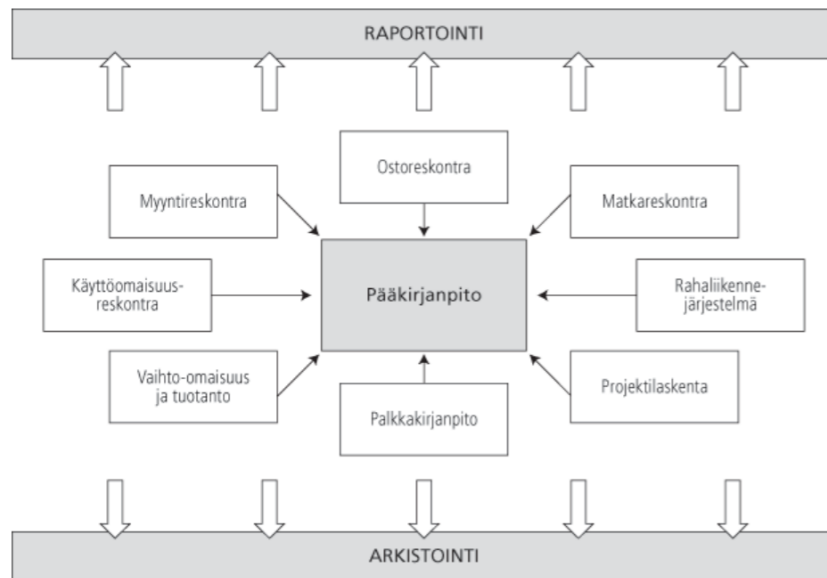 RAPORTOINTI
Ostoreskontra
Myyntireskontra
Matkareskontra
Käyttöomaisuus-
reskontra
Pääkirjanpito
Rahaliikenne-
järjestelmä
Vaihto-omaisuus
ja tuotanto
Palkkakirjanpito
Projektilaskenta
ARKISTOINTI